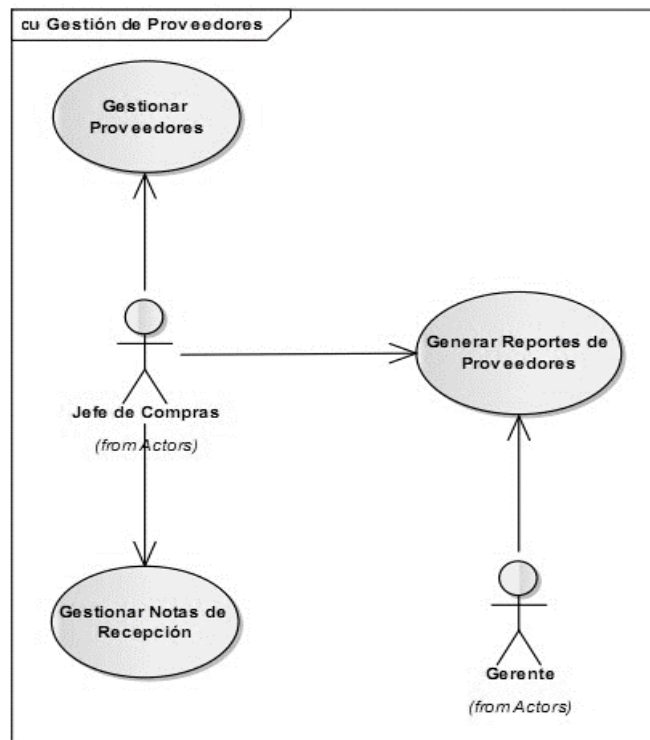 cu Gestión de Proveedores
Gestionar
Proveedores
Generar Reportes de
Proveedores
Jefe de Compras
(from Actors)
Gestionar Notas de
Recepción
Gerente
(from Actors)